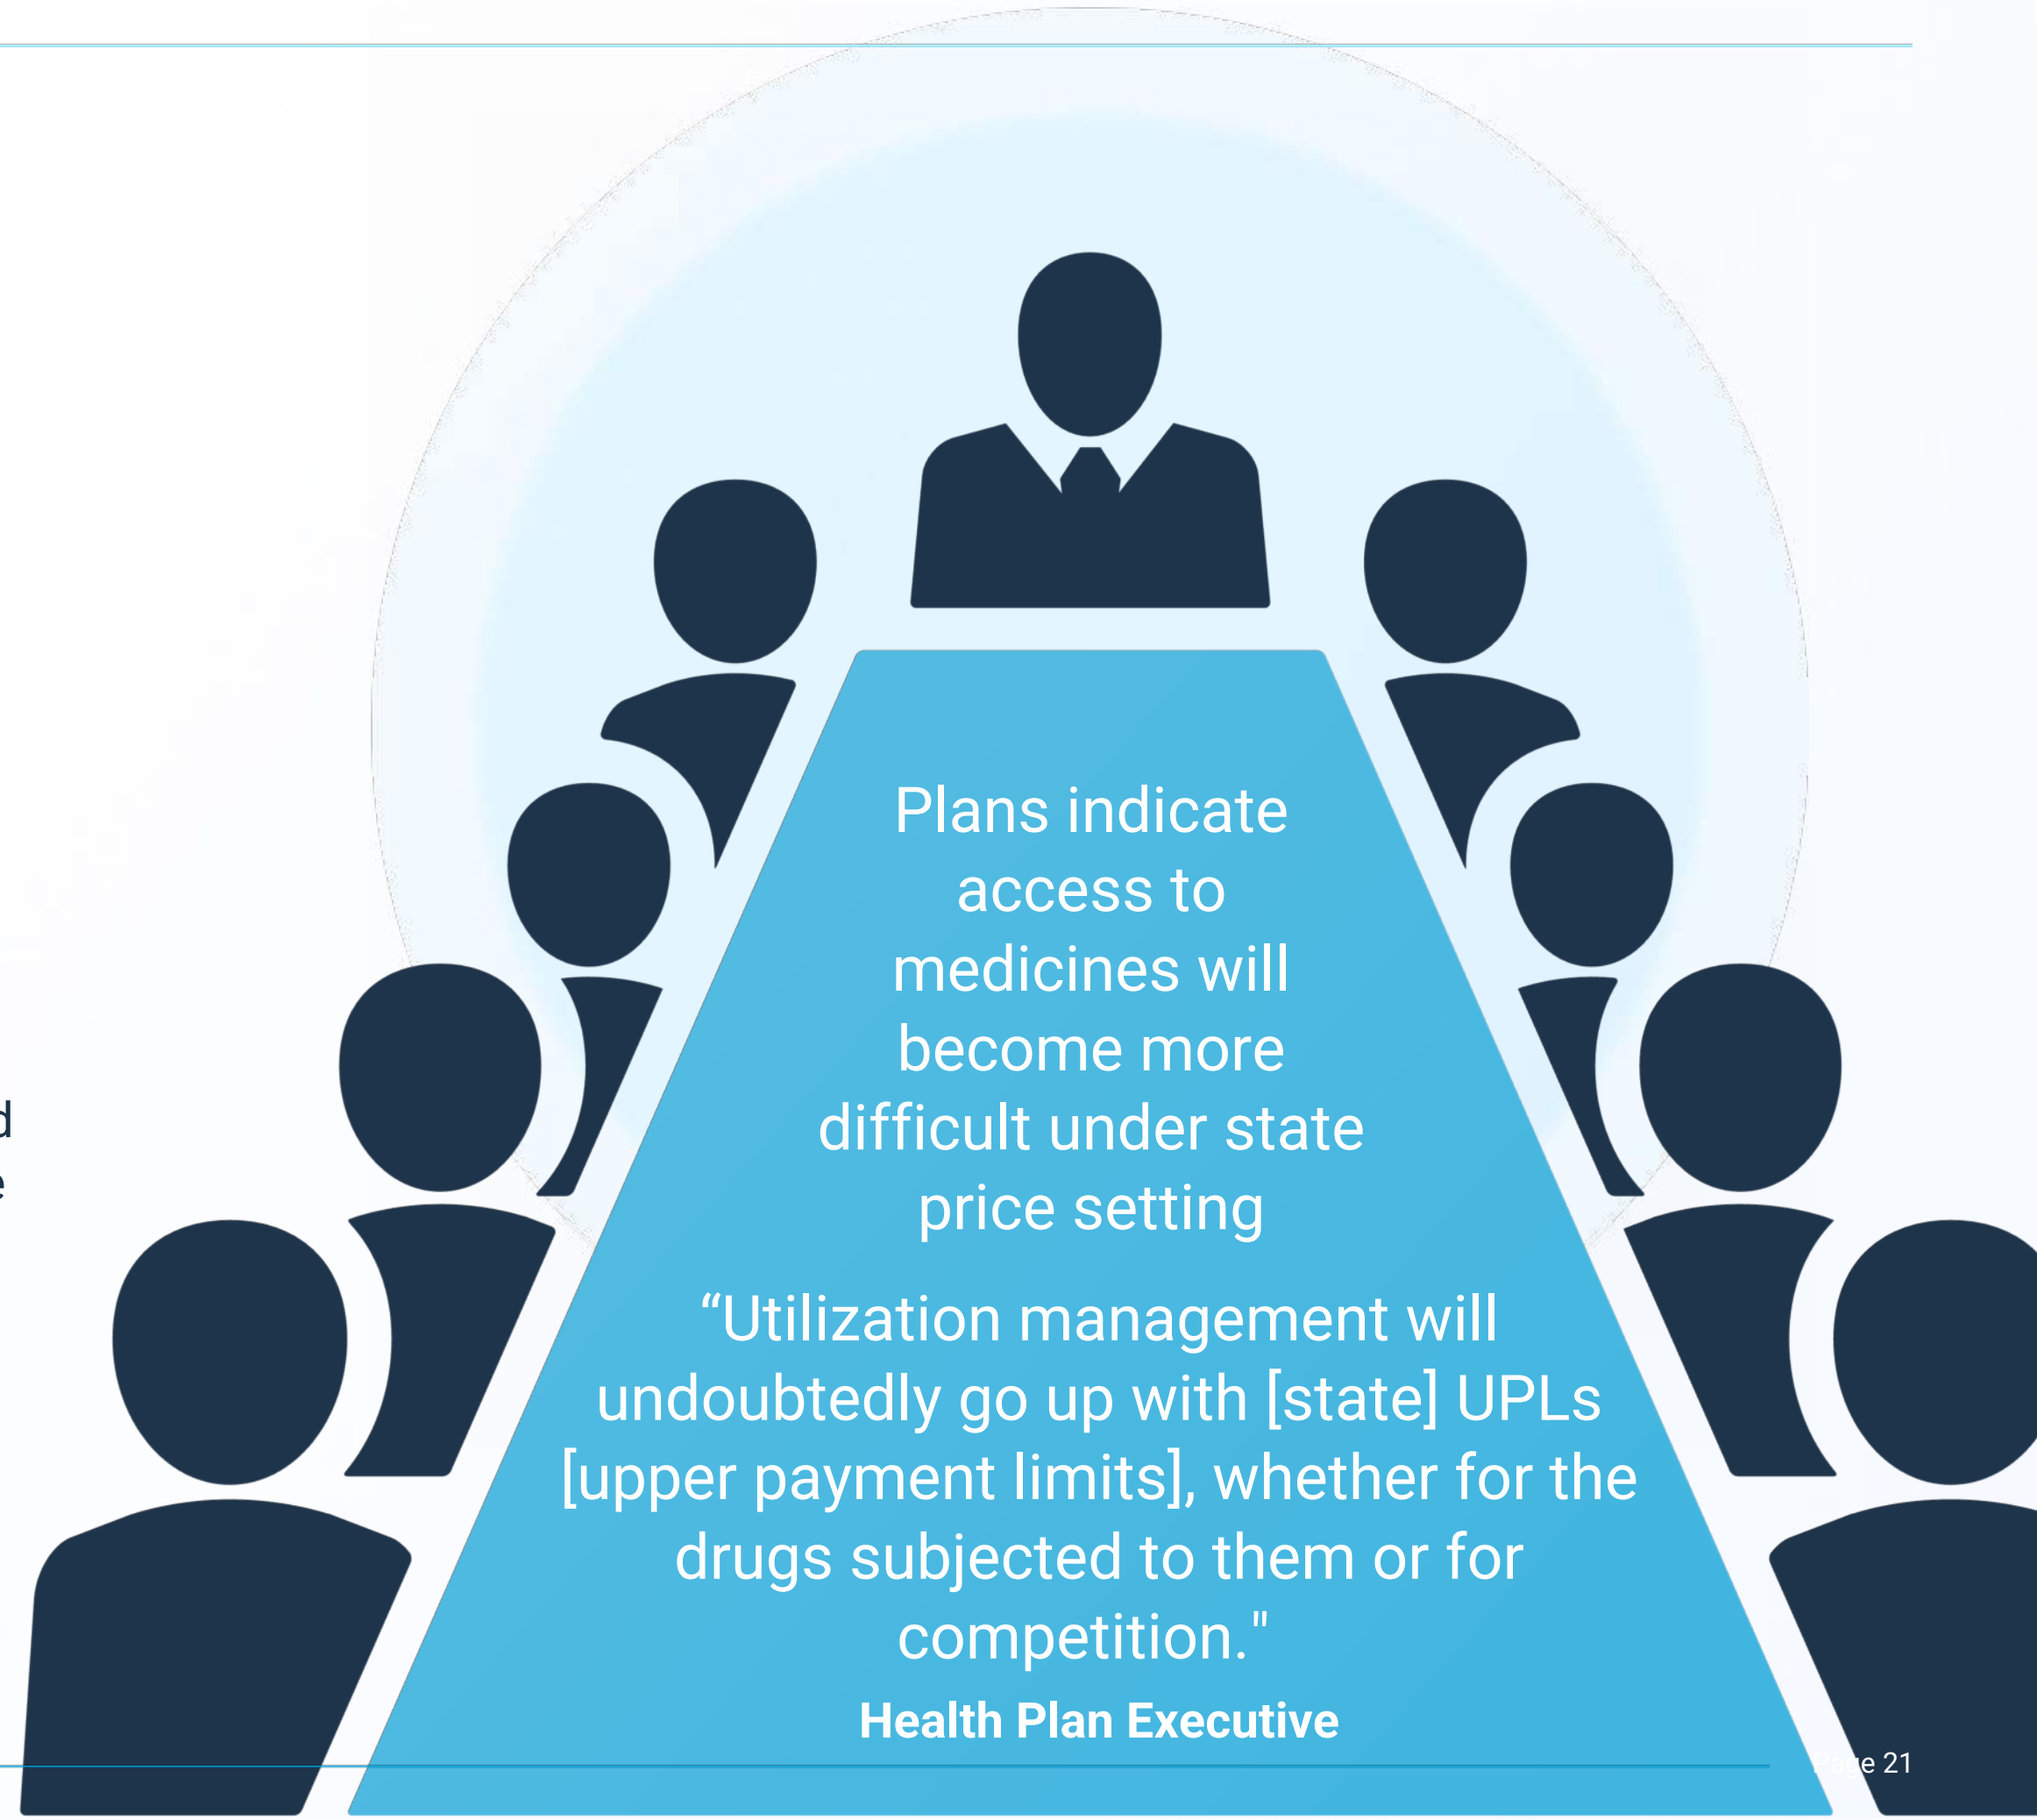 Plans indicate
access to
medicines will
become more
difficult under state
price setting
“Utilization management will
undoubtedly go up with [state] UPLs
[upper payment limits], whether for the
drugs subjected to them or for
competition."
Health Plan Executive
Page 21